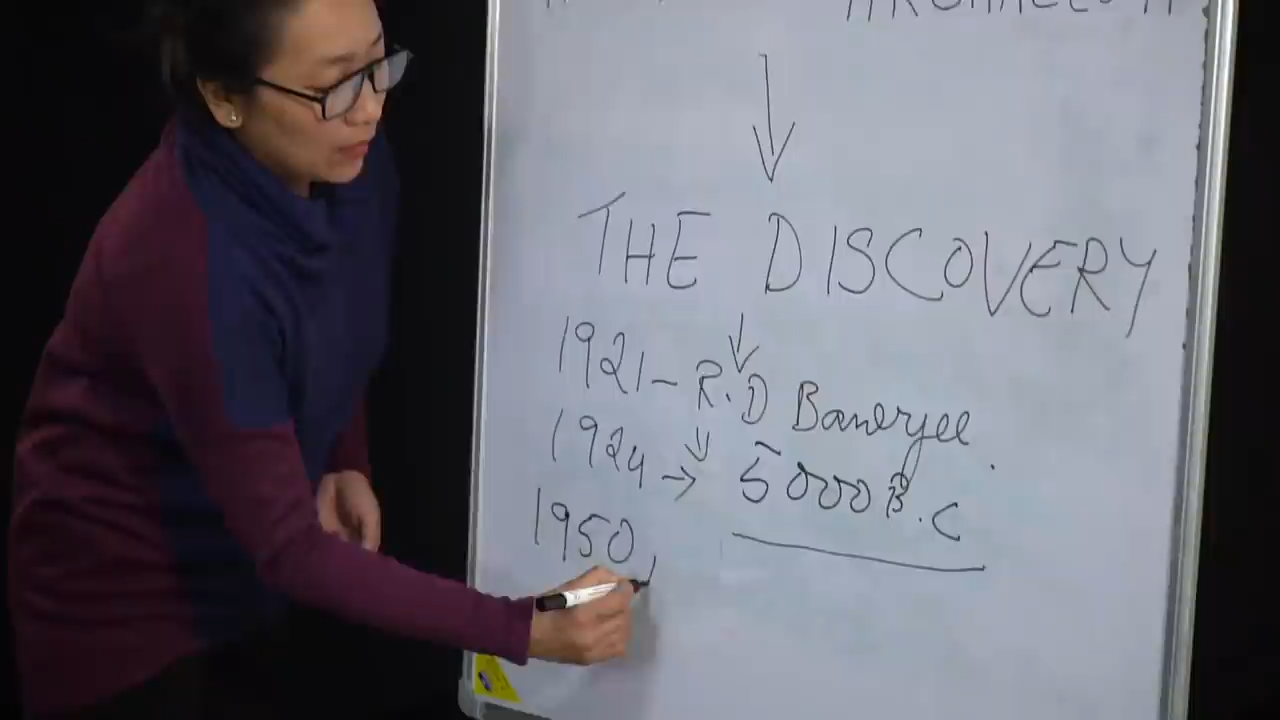 THE DISCOVERY
1921 - R.D Banerjee
1924 → 5000 B.C
1950,